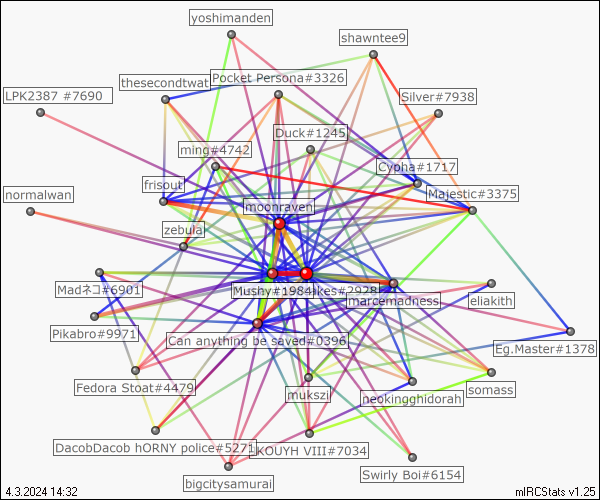 yoshimanden
shawntee9
thesecondtwat
Pocket Persona#3326
LPK2387 #7690
Silver#7938
Duck#1245
ming#4742
Cypha#1717
frisout
Majestic#3375
normalwan
moonraven
zebula
MadネコJ#6901
Mushy#1984
ikes#2928
marcemadness
eliakith
Pikabro#9971
Can anything be saved#0396
Eg.Master#1378
Fedora Stoat#4479
mukszi
neokingghidorah
somass
DacobDacob hORNY police#5271
KOUYH VIII#7034
Swirly Boi#6154
bigcitysamurai
4.3.2024 14:32
mIRCStats v1.25